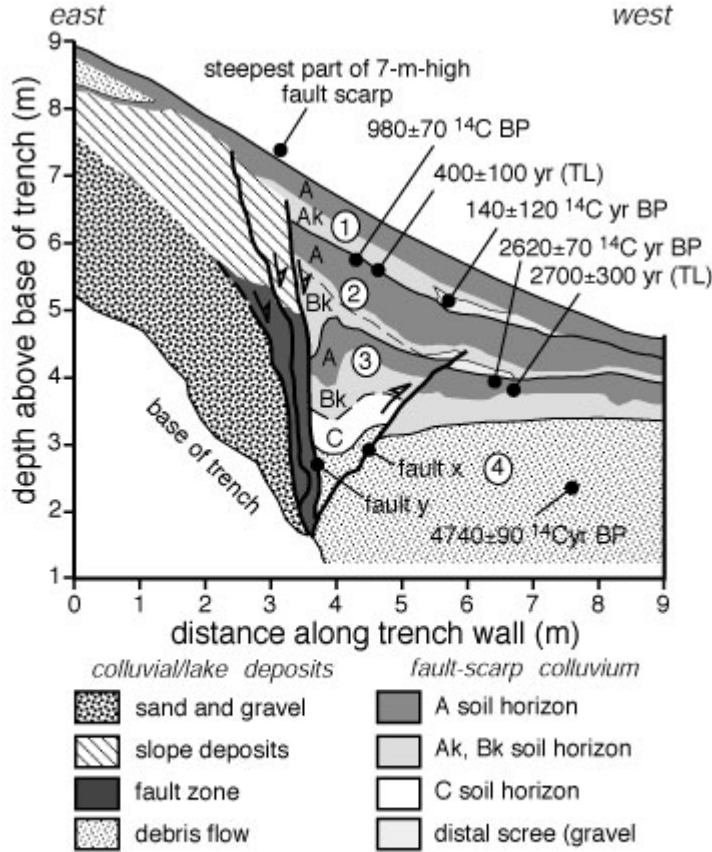 east
west
steepest part of 7-m-high
fault scarp
980±70 ¹⁴C BP
400±100 yr (TL)
140±120 ¹⁴C yr BP
2620±70 ¹⁴C yr BP
2700±300 yr (TL)
depth above base of trench (m)
9
8
7
6
5
4
3
2
1
A
Ak
1
A
Bk
2
A
3
Bk
C
base of trench
fault x
fault y
4
4740±90 ¹⁴Cyr BP
0 1 2 3 4 5 6 7 8 9
distance along trench wall (m)
colluvial/lake deposits
sand and gravel
slope deposits
fault zone
debris flow
fault-scarp colluvium
A soil horizon
Ak, Bk soil horizon
C soil horizon
distal scree (gravel